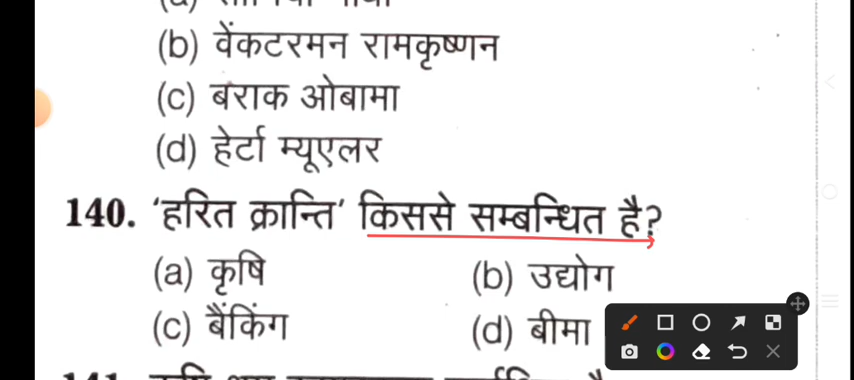 (b) वेंकटरमन रामकृष्णन
(c) बराक ओबामा
(d) हेर्टा म्यूएलर
140. ‘हरित क्रान्ति’ किससे सम्बन्धित है?
(a) कृषि (b) उद्योग
(c) बैंकिंग (d) बीमा